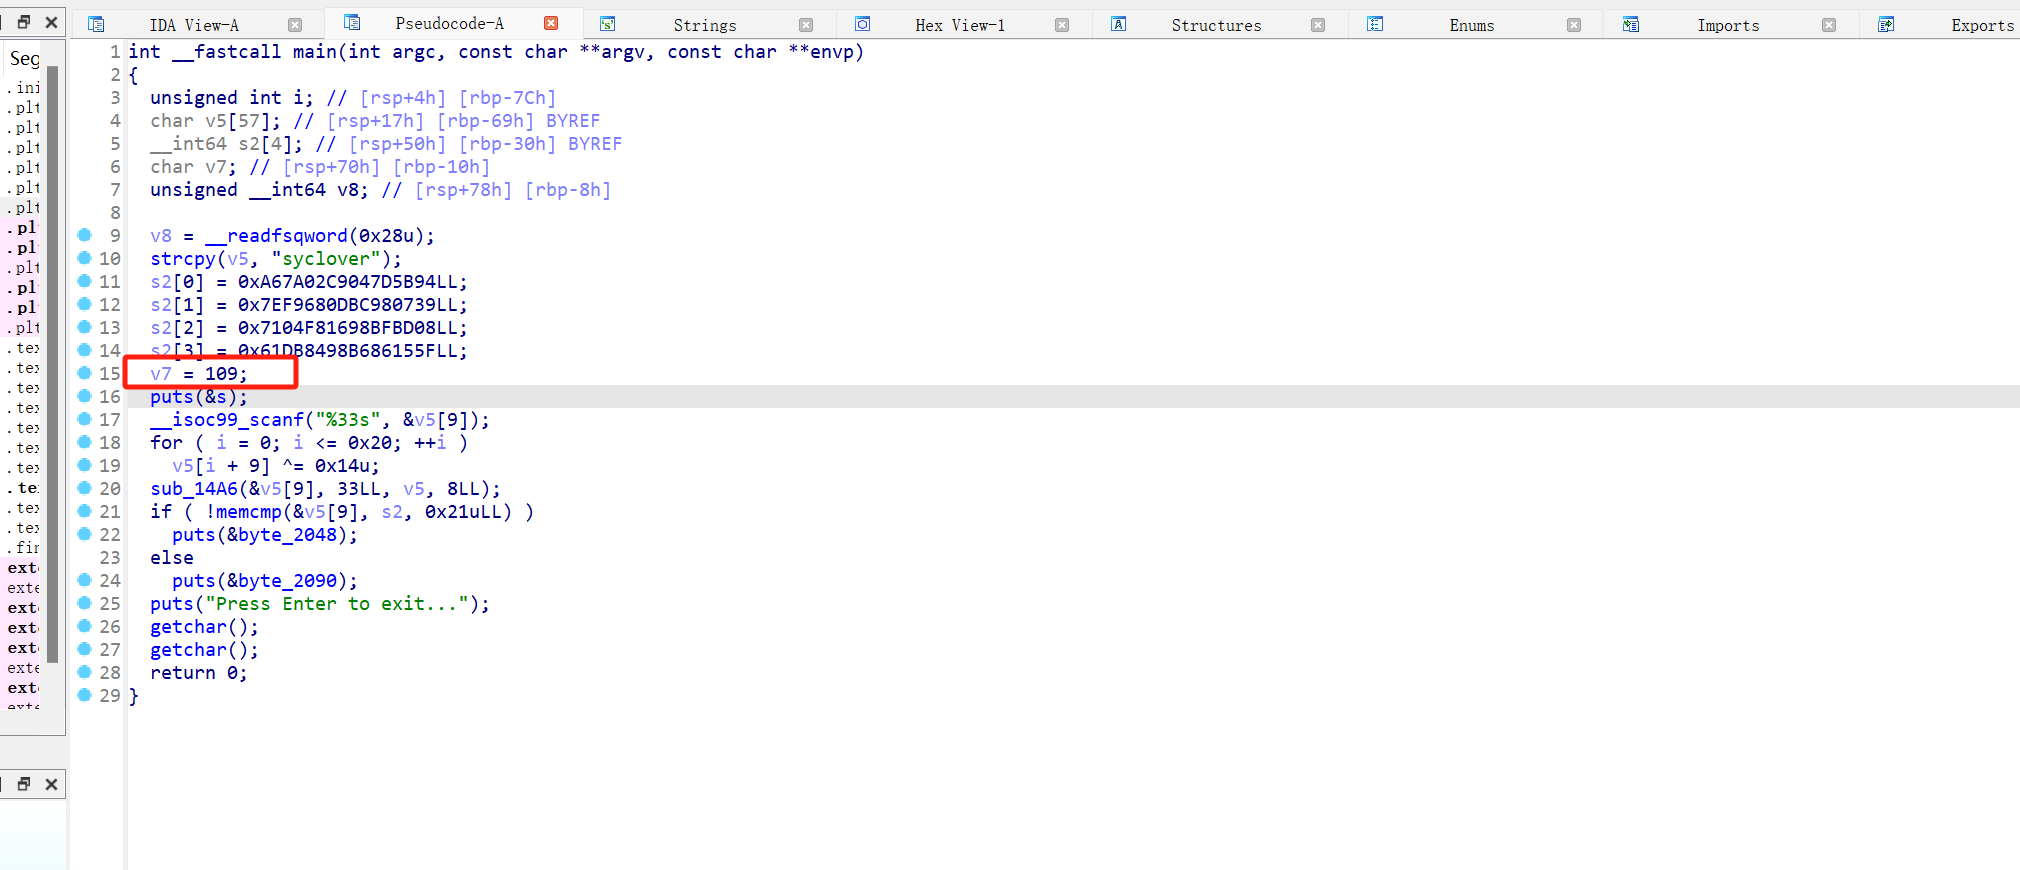 IDA View-A Pseudocode-A Strings Hex View-1 Structures Enums Imports Exports
Seg
.ini
.plt
.plt
.plt
.plt
.plt
.plt
.pl
.pl
.plt
.pl
.pl
.plt
.tex
.tex
.tex
.tex
.tex
.tex
.tex
.te
.tex
.tex
.fin
exte
exte
exte
exte
exte
exte
exte
exte
1 int __fastcall main(int argc, const char **argv, const char **envp)
2 {
3 unsigned int i; // [rsp+4h] [rbp-7Ch]
4 char v5[57]; // [rsp+17h] [rbp-69h] BYREF
5 __int64 s2[4]; // [rsp+50h] [rbp-30h] BYREF
6 char v7; // [rsp+70h] [rbp-10h]
7 unsigned __int64 v8; // [rsp+78h] [rbp-8h]
8
9 v8 = __readfsqword(0x28u);
10 strcpy(v5, "syclover");
11 s2[0] = 0xA67A02C9047D5B94LL;
12 s2[1] = 0x7EF9680DBC980739LL;
13 s2[2] = 0x7104F81698BFBD08LL;
14 s2[3] = 0x61DB8498B686155FLL;
15 v7 = 109;
16 puts(&s);
17 __isoc99_scanf("%33s", &v5[9]);
18 for ( i = 0; i <= 0x20; ++i )
19 v5[i + 9] ^= 0x14u;
20 sub_14A6(&v5[9], 33LL, v5, 8LL);
21 if ( !memcmp(&v5[9], s2, 0x21uLL) )
22 puts(&byte_2048);
23 else
24 puts(&byte_2090);
25 puts("Press Enter to exit...");
26 getchar();
27 getchar();
28 return 0;
29 }